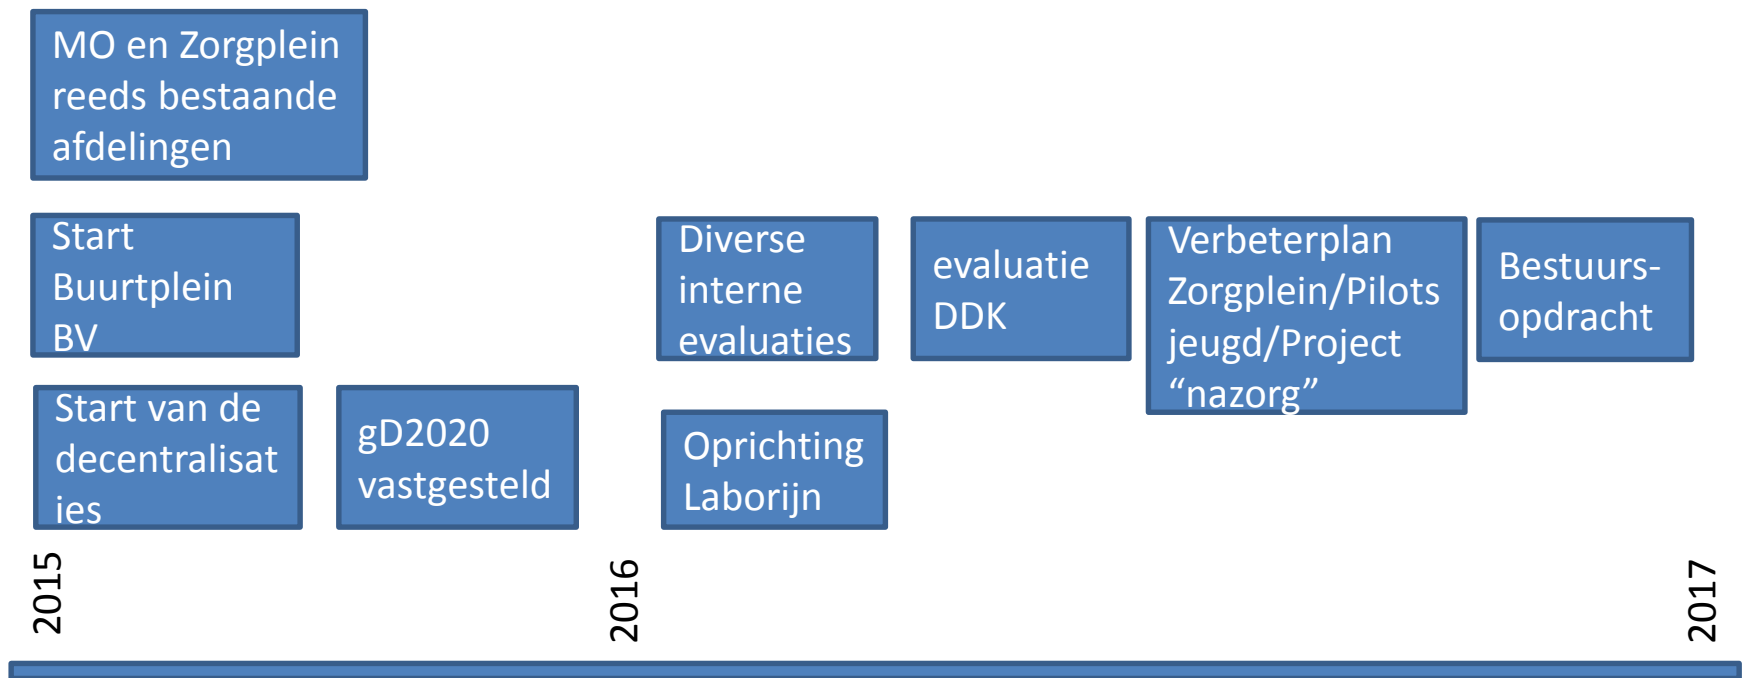 MO en Zorgplein
reeds bestaande
afdelingen
Start
Buurtplein
BV
Start van de
decentralisat
ies
gD2020
vastgesteld
Diverse
interne
evaluaties
Oprichting
Laborijn
evaluatie
DDK
Verbeterplan
Zorgplein/Pilots
jeugd/Project
“nazorg”
Bestuurs-
opdracht
2015
2016
2017